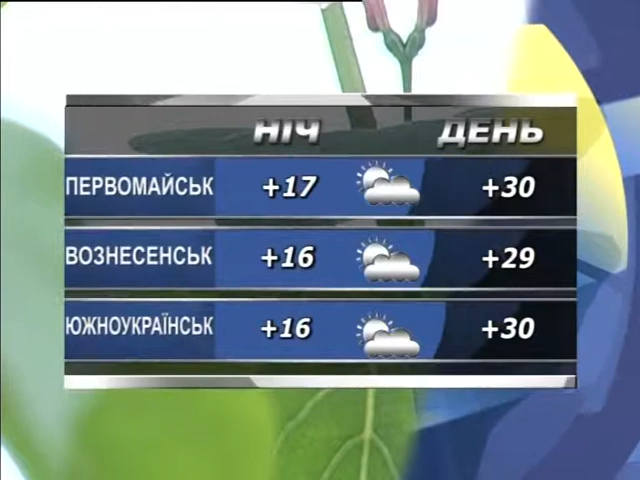 НІЧ ДЕНЬ
ПЕРВОМАЙСЬК +17 +30
ВОЗНЕСЕНСЬК +16 +29
ЮЖНОУКРАЇНСЬК +16 +30